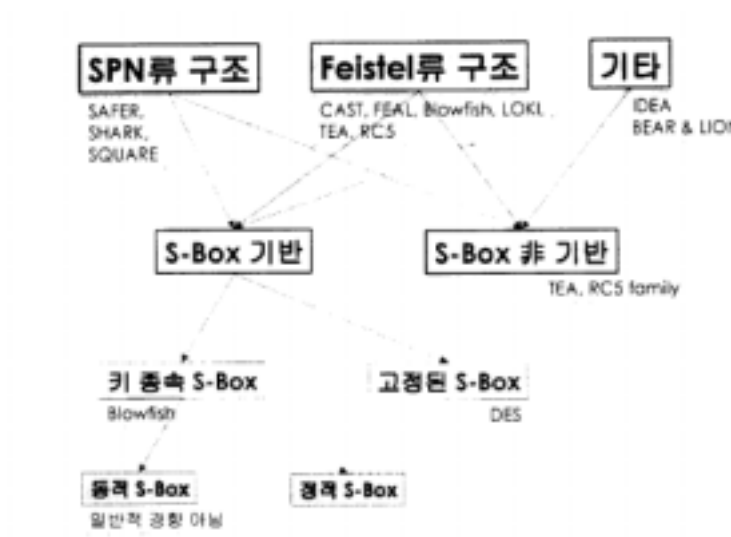 SPN류 구조
Feistel류 구조
기타
SAFER,
SHARK,
SQUARE
CAST, FEAL, Blowfish, LOKI,
TEA, RC5
IDEA
BEAR & LION
S-Box 기반
S-Box 非 기반
TEA, RC5 family
키 종속 S-Box
고정된 S-Box
Blowfish
DES
동적 S-Box
정적 S-Box
일반적 경향 아님